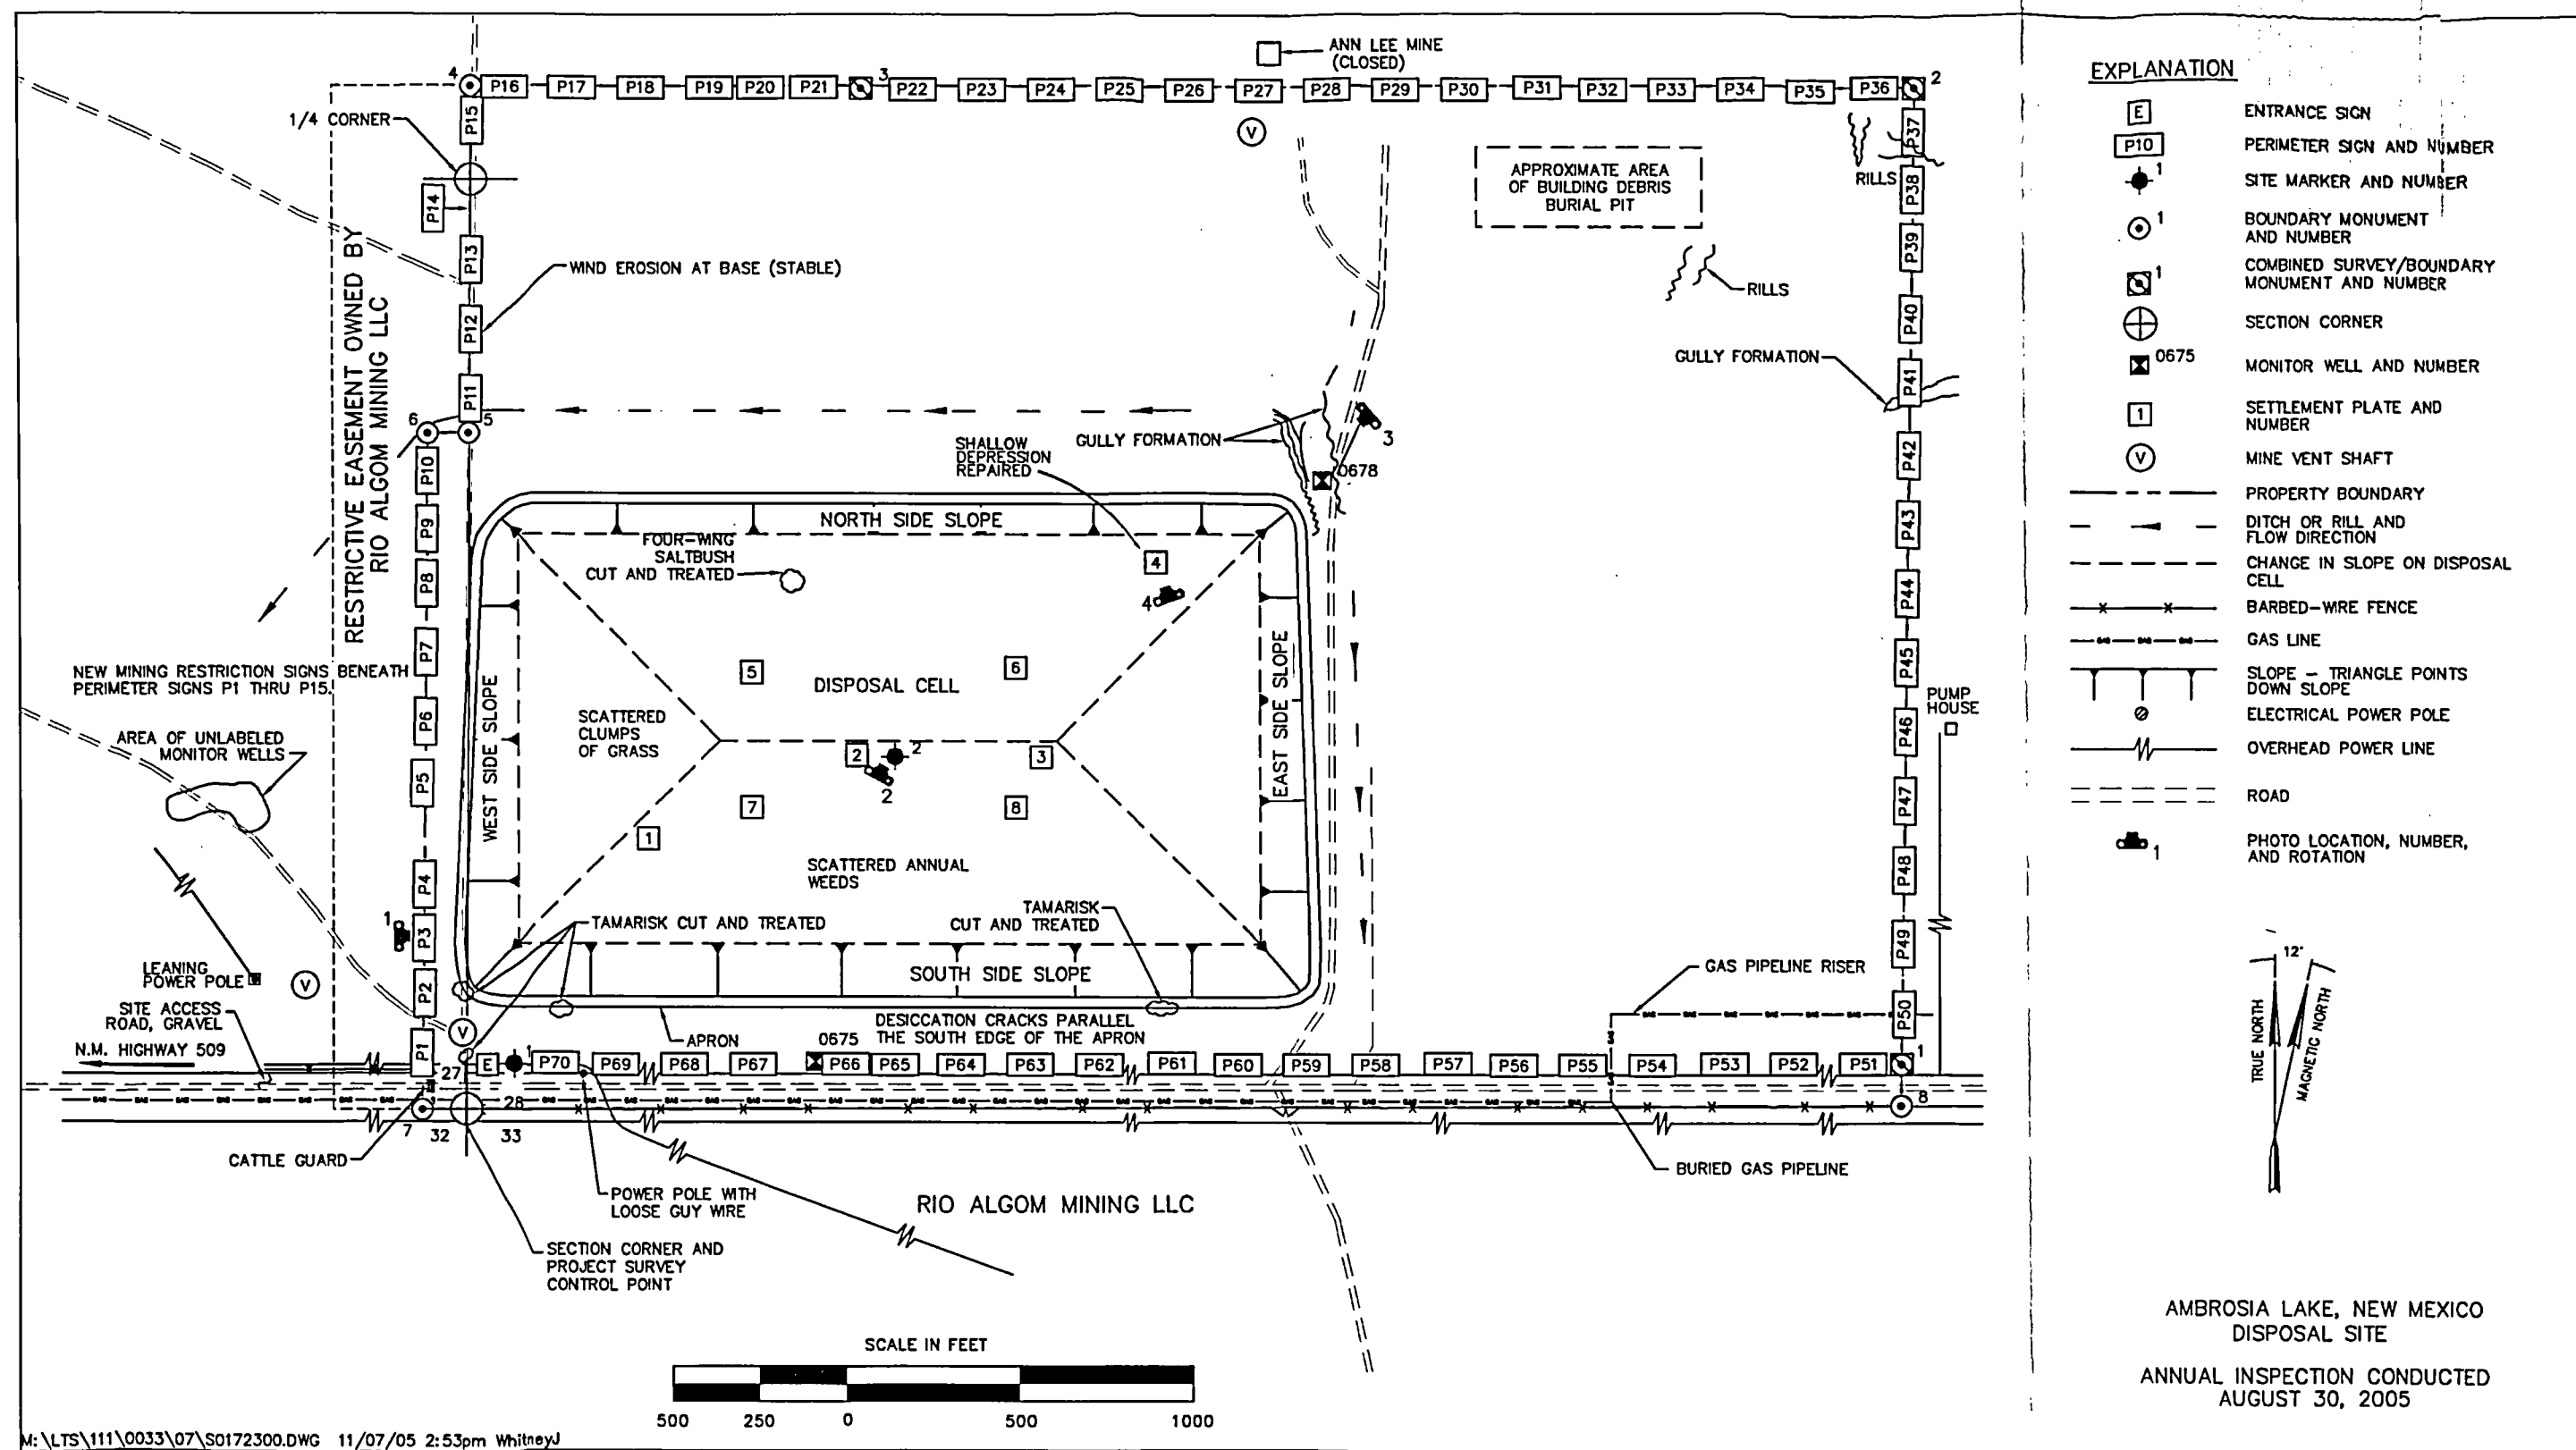 ANN LEE MINE
(CLOSED)
4
P16
P17
P18
P19
P20
P21
3
P22
P23
P24
P25
P26
P27
P28
P29
P30
P31
P32
P33
P34
P35
P36
2
1/4 CORNER
P15
P14
P13
P12
P11
WIND EROSION AT BASE (STABLE)
V
APPROXIMATE AREA
OF BUILDING DEBRIS
BURIAL PIT
RILLS
RILLS
GULLY FORMATION
P37
P38
P39
P40
P41
P42
P43
P44
P45
P46
P47
P48
P49
P50
PUMP
HOUSE
RESTRICTIVE EASEMENT OWNED BY
RIO ALGOM MINING LLC
6
5
P10
P9
P8
P7
P6
P5
P4
P3
P2
P1
GULLY FORMATION
3
0678
SHALLOW
DEPRESSION
REPAIRED
NORTH SIDE SLOPE
FOUR-WING
SALTBUSH
CUT AND TREATED
4
4
NEW MINING RESTRICTION SIGNS BENEATH
PERIMETER SIGNS P1 THRU P15.
AREA OF UNLABELED
MONITOR WELLS
WEST SIDE SLOPE
EAST SIDE SLOPE
5
6
DISPOSAL CELL
SCATTERED
CLUMPS
OF GRASS
2
2
2
3
7
8
1
SCATTERED ANNUAL
WEEDS
TAMARISK CUT AND TREATED
TAMARISK
CUT AND TREATED
SOUTH SIDE SLOPE
1
LEANING
POWER POLE
V
SITE ACCESS
ROAD, GRAVEL
N.M. HIGHWAY 509
V
APRON
DESICCATION CRACKS PARALLEL
THE SOUTH EDGE OF THE APRON
GAS PIPELINE RISER
27
E
1
P70
P69
P68
P67
0675
P66
P65
P64
P63
P62
P61
P60
P59
P58
P57
P56
P55
P54
P53
P52
P51
1
28
7
32
33
8
CATTLE GUARD
BURIED GAS PIPELINE
POWER POLE WITH
LOOSE GUY WIRE
RIO ALGOM MINING LLC
SECTION CORNER AND
PROJECT SURVEY
CONTROL POINT
SCALE IN FEET
500 250 0 500 1000
M:\LTS\111\0033\07\S0172300.DWG 11/07/05 2:53pm WhitneyJ
EXPLANATION
E ENTRANCE SIGN
P10 PERIMETER SIGN AND NUMBER
1 SITE MARKER AND NUMBER
1 BOUNDARY MONUMENT
AND NUMBER
1 COMBINED SURVEY/BOUNDARY
MONUMENT AND NUMBER
SECTION CORNER
0675 MONITOR WELL AND NUMBER
1 SETTLEMENT PLATE AND
NUMBER
V MINE VENT SHAFT
PROPERTY BOUNDARY
DITCH OR RILL AND
FLOW DIRECTION
CHANGE IN SLOPE ON DISPOSAL
CELL
BARBED-WIRE FENCE
GAS LINE
SLOPE - TRIANGLE POINTS
DOWN SLOPE
ELECTRICAL POWER POLE
OVERHEAD POWER LINE
ROAD
1 PHOTO LOCATION, NUMBER,
AND ROTATION
12°
TRUE NORTH
MAGNETIC NORTH
AMBROSIA LAKE, NEW MEXICO
DISPOSAL SITE
ANNUAL INSPECTION CONDUCTED
AUGUST 30, 2005